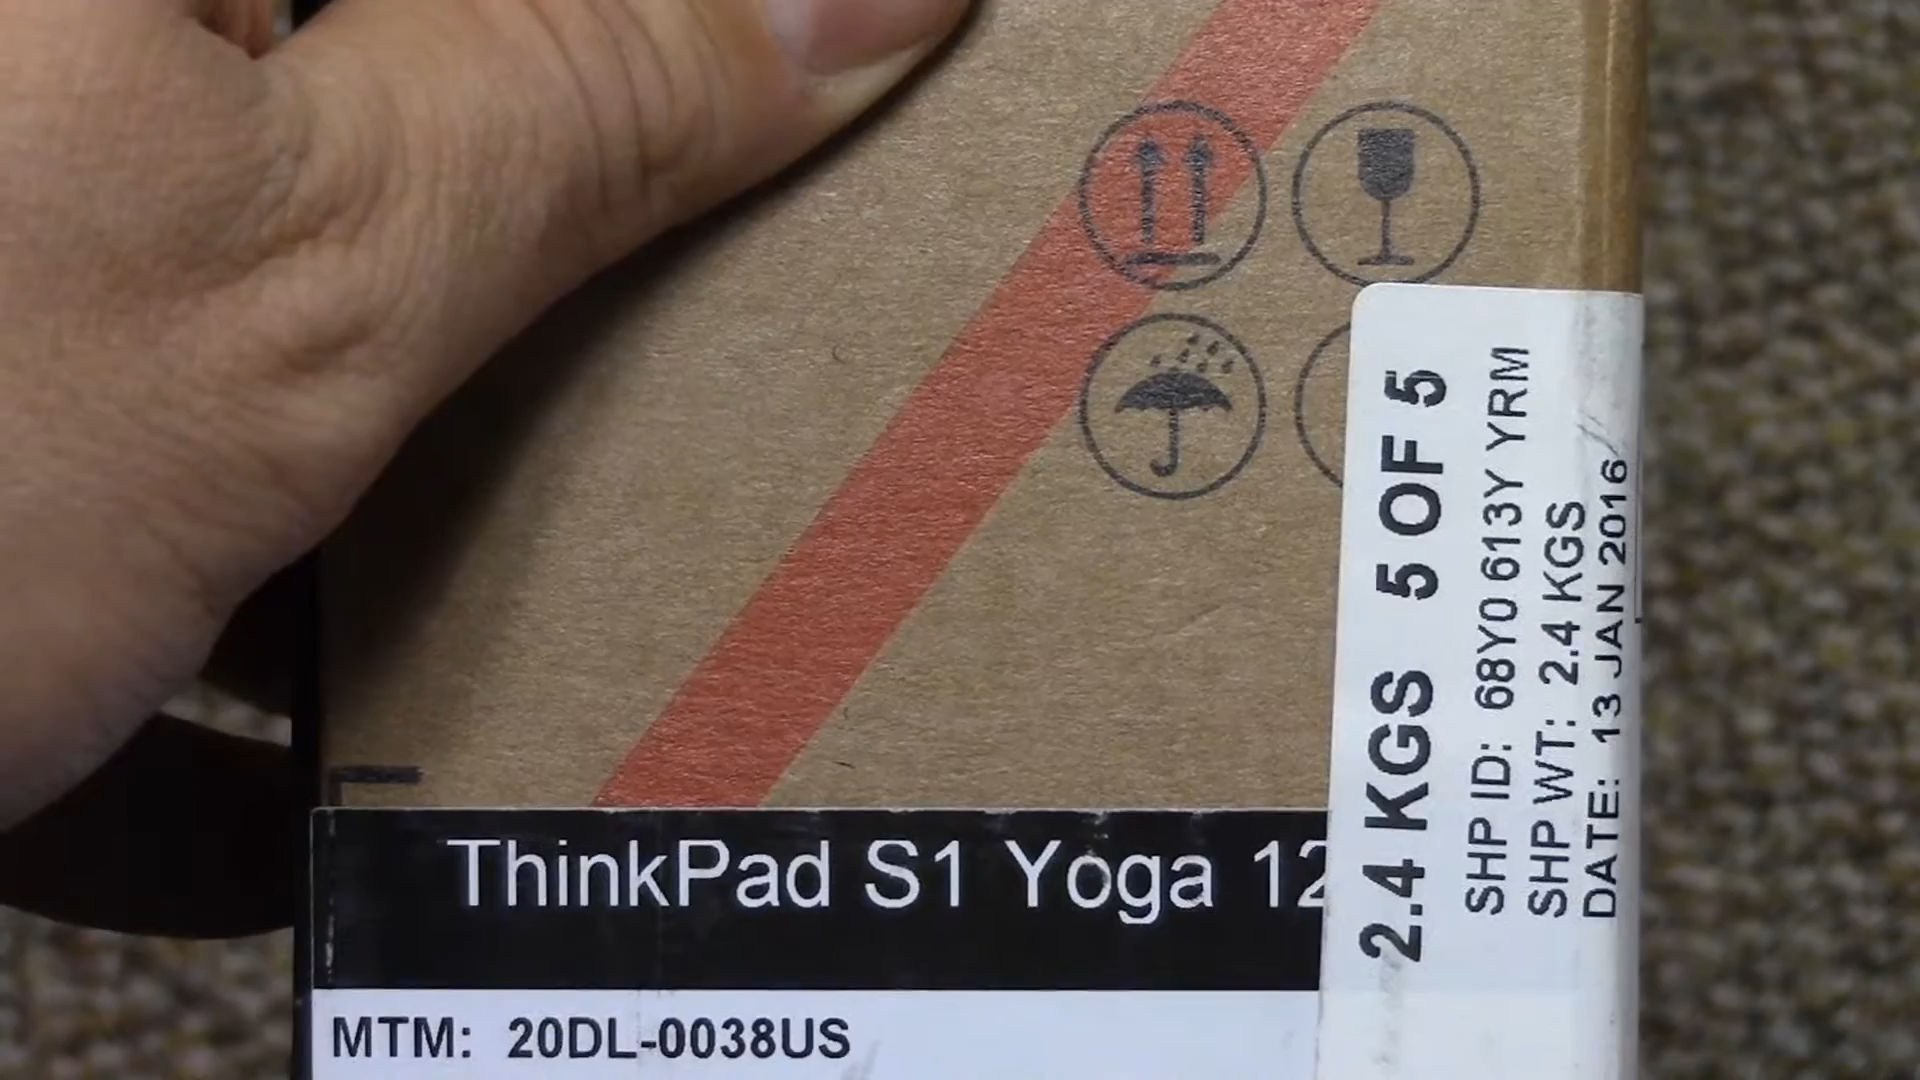 ThinkPad S1 Yoga 12
MTM: 20DL-0038US
2.4 KGS 5 OF 5
SHP ID: 68Y0 613Y YRM
SHP WT: 2.4 KGS
DATE: 13 JAN 2016